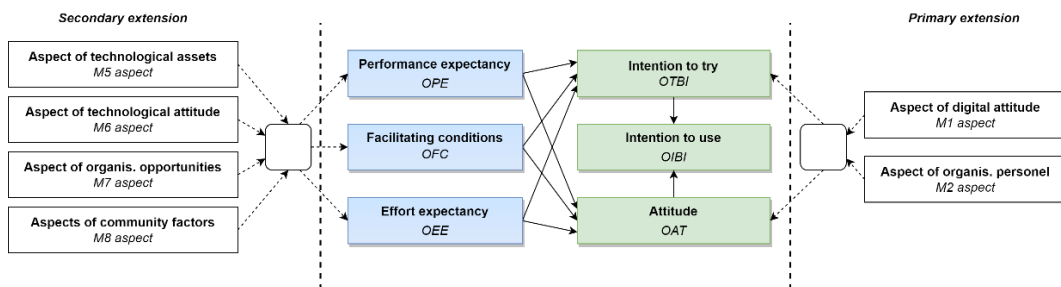 Secondary extension
Primary extension
Aspect of technological assets
M5 aspect
Aspect of technological attitude
M6 aspect
Aspect of organis. opportunities
M7 aspect
Aspects of community factors
M8 aspect
Performance expectancy
OPE
Facilitating conditions
OFC
Effort expectancy
OEE
Intention to try
OTBI
Intention to use
OIBI
Attitude
OAT
Aspect of digital attitude
M1 aspect
Aspect of organis. personel
M2 aspect